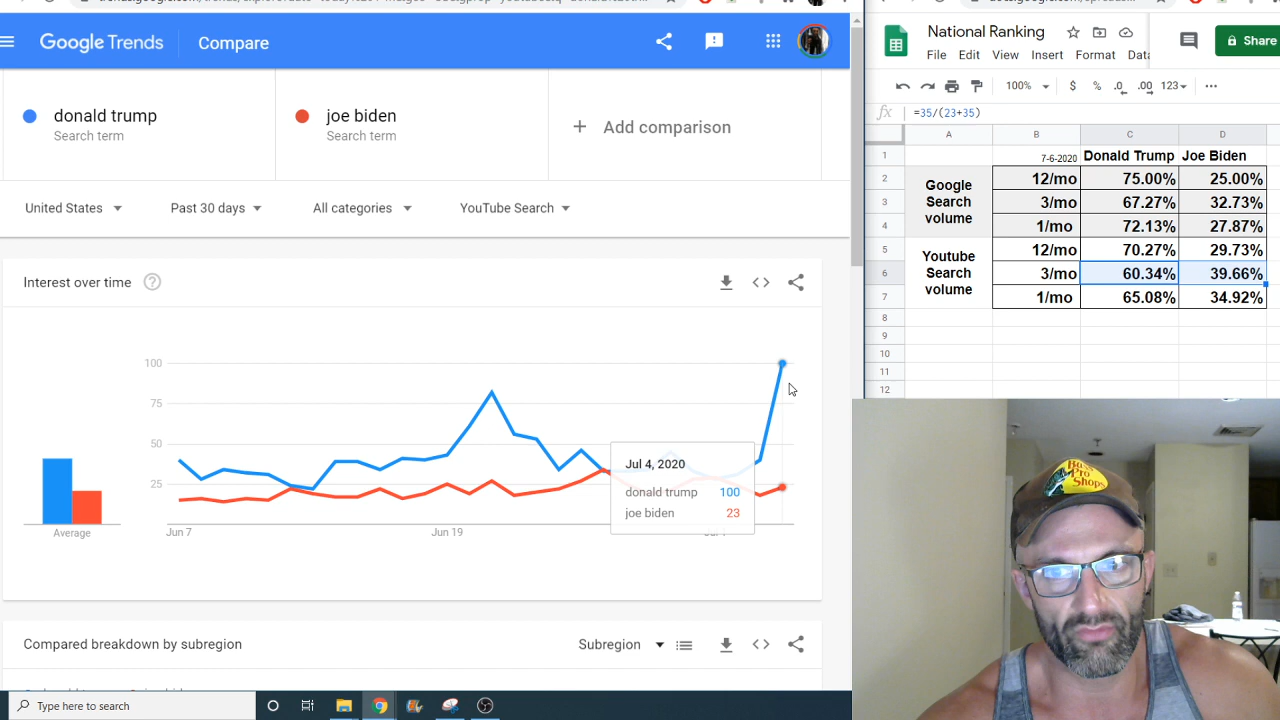 Google Trends
Compare
donald trump
Search term
joe biden
Search term
+ Add comparison
United States
Past 30 days
All categories
YouTube Search
Interest over time
?
100
75
50
25
Average
Jun 7
Jun 19
Jul 4, 2020
donald trump 100
joe biden 23
Compared breakdown by subregion
Subregion
Type here to search
National Ranking
Share
File Edit View Insert Format Data
100% $ % .0 .00 123
fx =35/(23+35)
A B C D
1 7-6-2020 Donald Trump Joe Biden
Google Search volume
2 12/mo 75.00% 25.00%
3 3/mo 67.27% 32.73%
4 1/mo 72.13% 27.87%
Youtube Search volume
5 12/mo 70.27% 29.73%
6 3/mo 60.34% 39.66%
7 1/mo 65.08% 34.92%
8
9
10
11
12
Bass
Pro
Shops